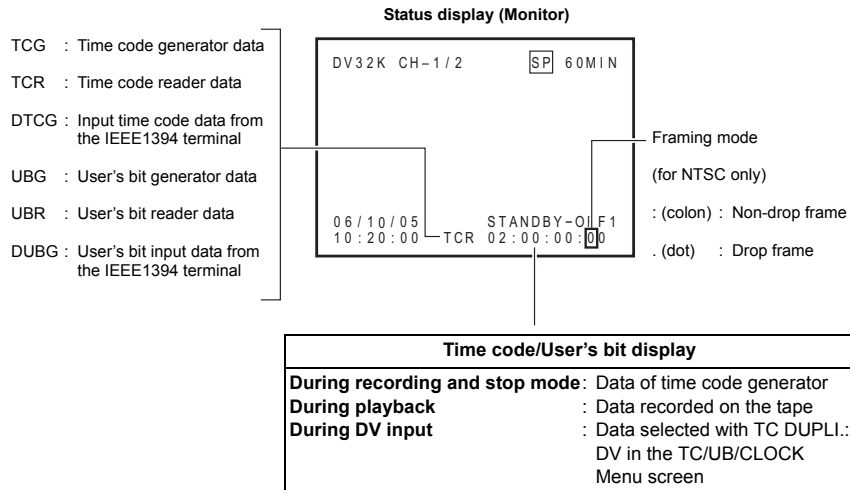 Status display (Monitor)
TCG : Time code generator data
TCR : Time code reader data
DTCG : Input time code data from
the IEEE1394 terminal
UBG : User's bit generator data
UBR : User's bit reader data
DUBG : User's bit input data from
the IEEE1394 terminal
DV32K CH–1/2 SP 60MIN
06/10/05 STANDBY–OFF1
10:20:00 TCR 02:00:00:00
Framing mode
(for NTSC only)
: (colon) : Non-drop frame
. (dot) : Drop frame
Time code/User's bit display
During recording and stop mode: Data of time code generator
During playback : Data recorded on the tape
During DV input : Data selected with TC DUPLI.:
DV in the TC/UB/CLOCK
Menu screen